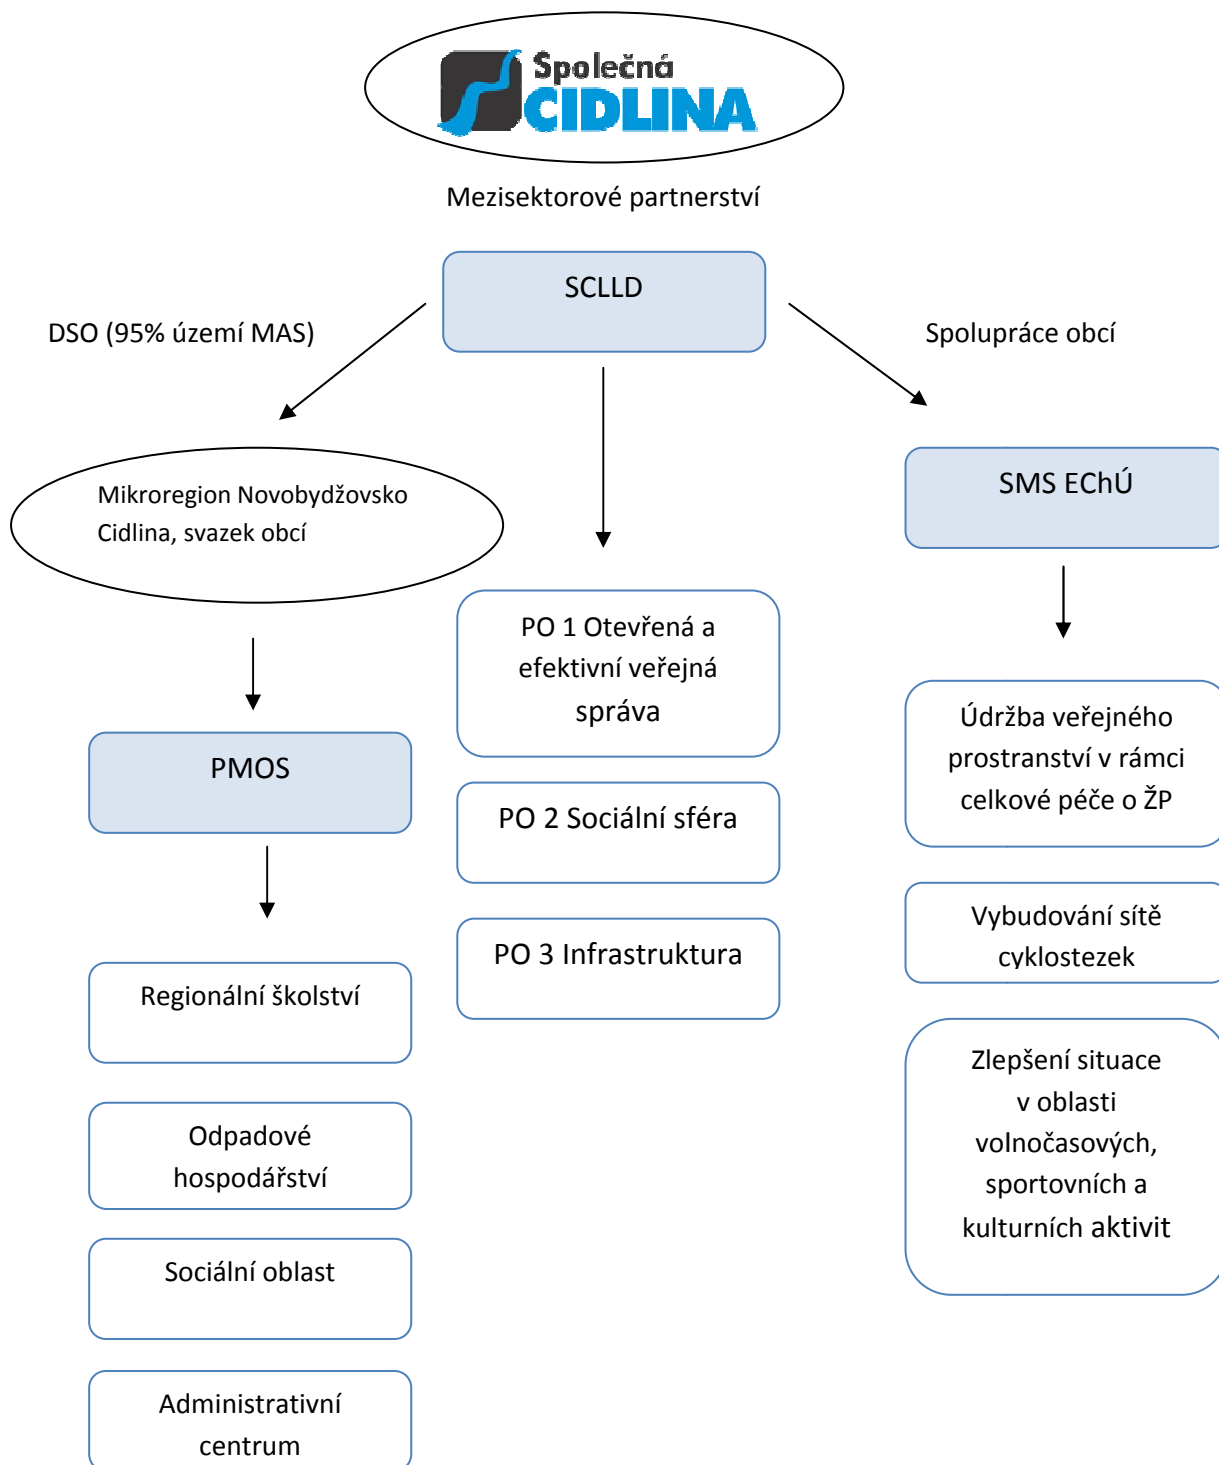 Společná
CIDLINA
Mezisektorové partnerství
SCLLD
DSO (95% území MAS)
Spolupráce obcí
Mikroregion Novobydžovsko
Cidlina, svazek obcí
SMS EChÚ
PO 1 Otevřená a
efektivní veřejná
správa
PMOS
PO 2 Sociální sféra
PO 3 Infrastruktura
Údržba veřejného
prostranství v rámci
celkové péče o ŽP
Vybudování sítě
cyklostezek
Zlepšení situace
v oblasti
volnočasových,
sportovních a
kulturních aktivit
Regionální školství
Odpadové
hospodářství
Sociální oblast
Administrativní
centrum